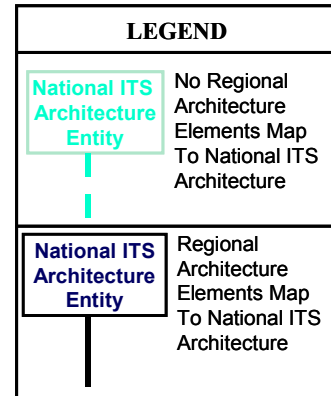 LEGEND
National ITS
Architecture
Entity
No Regional
Architecture
Elements Map
To National ITS
Architecture
National ITS
Architecture
Entity
Regional
Architecture
Elements Map
To National ITS
Architecture